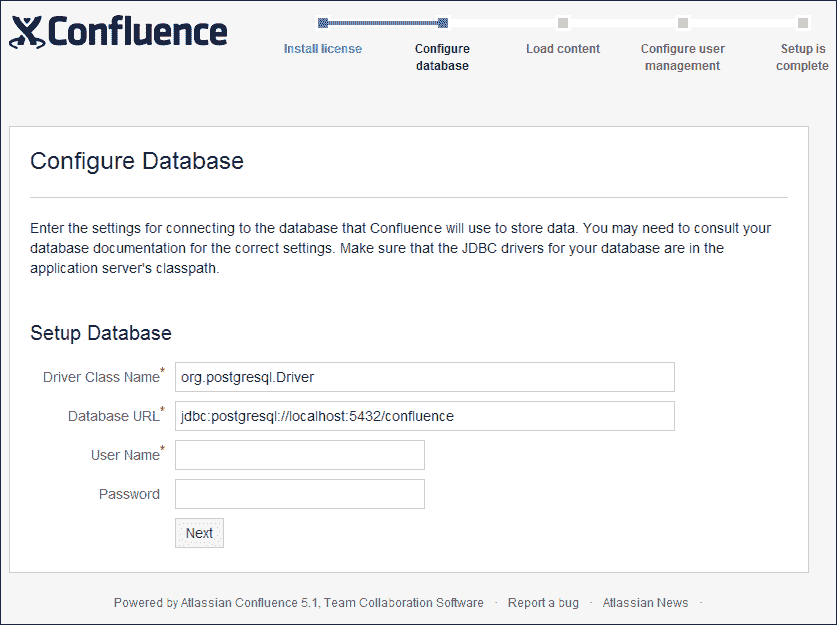 Confluence
Install license
Configure
database
Load content
Configure user
management
Setup is
complete
Configure Database
Enter the settings for connecting to the database that Confluence will use to store data. You may need to consult your
database documentation for the correct settings. Make sure that the JDBC drivers for your database are in the
application server's classpath.
Setup Database
Driver Class Name* org.postgresql.Driver
Database URL* jdbc:postgresql://localhost:5432/confluence
User Name*
Password
Next
Powered by Atlassian Confluence 5.1, Team Collaboration Software · Report a bug · Atlassian News ·